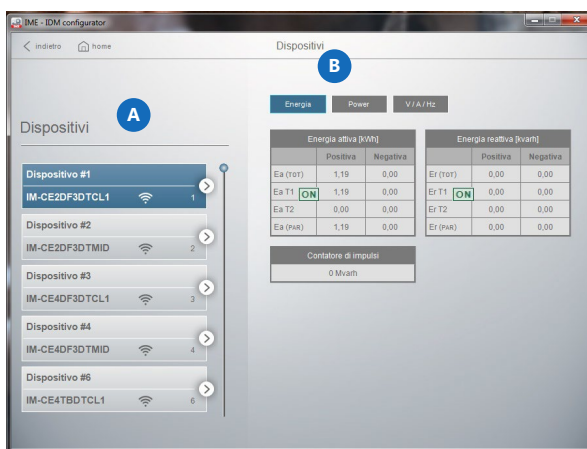 IME - IDM configurator
indietro home
Dispositivi
A
B
Dispositivi
Dispositivo #1
IM-CE2DF3DTCL1 1
Dispositivo #2
IM-CE2DF3DTMID 2
Dispositivo #3
IM-CE4DF3DTCL1 3
Dispositivo #4
IM-CE4DF3DTMID 4
Dispositivo #6
IM-CE4TBDTCL1 6
Energia Power V / A / Hz
Energia attiva [kWh]
Positiva Negativa
Ea (TOT) 1,19 0,00
Ea T1 ON 1,19 0,00
Ea T2 0,00 0,00
Ea (PAR) 1,19 0,00
Energia reattiva [kvarh]
Positiva Negativa
Er (TOT) 0,00 0,00
Er T1 ON 0,00 0,00
Er T2 0,00 0,00
Er (PAR) 0,00 0,00
Contatore di impulsi
0 Mvarh